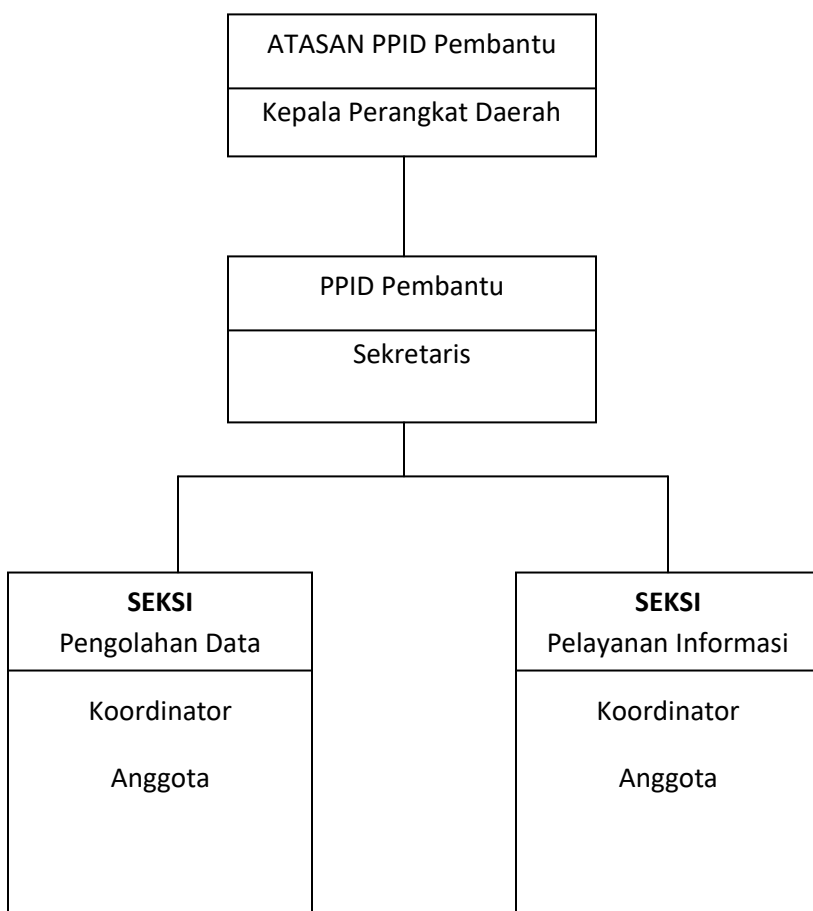 ATASAN PPID Pembantu
Kepala Perangkat Daerah
PPID Pembantu
Sekretaris
SEKSI
Pengolahan Data
Koordinator
Anggota
SEKSI
Pelayanan Informasi
Koordinator
Anggota